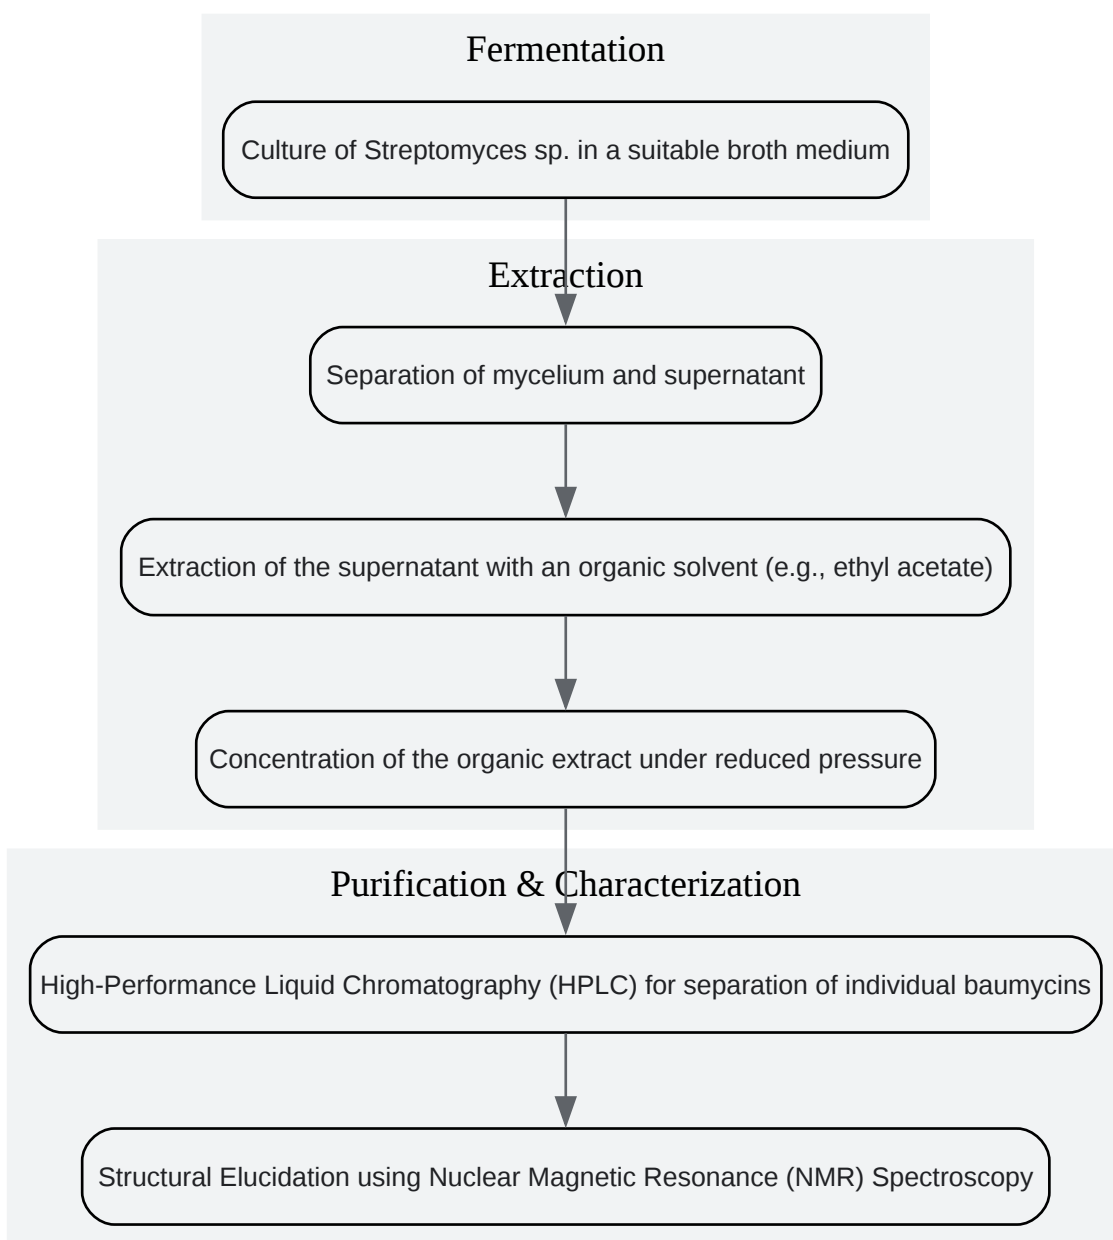 Fermentation
Culture of Streptomyces sp. in a suitable broth medium
Extraction
Separation of mycelium and supernatant
Extraction of the supernatant with an organic solvent (e.g., ethyl acetate)
Concentration of the organic extract under reduced pressure
Purification & Characterization
High-Performance Liquid Chromatography (HPLC) for separation of individual baumycins
Structural Elucidation using Nuclear Magnetic Resonance (NMR) Spectroscopy